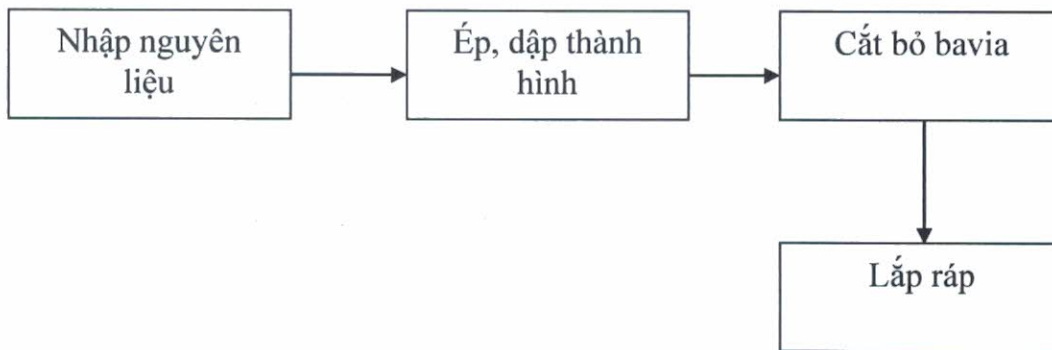 Nhập nguyên
liệu
Ép, dập thành
hình
Cắt bỏ bavia
Lắp ráp